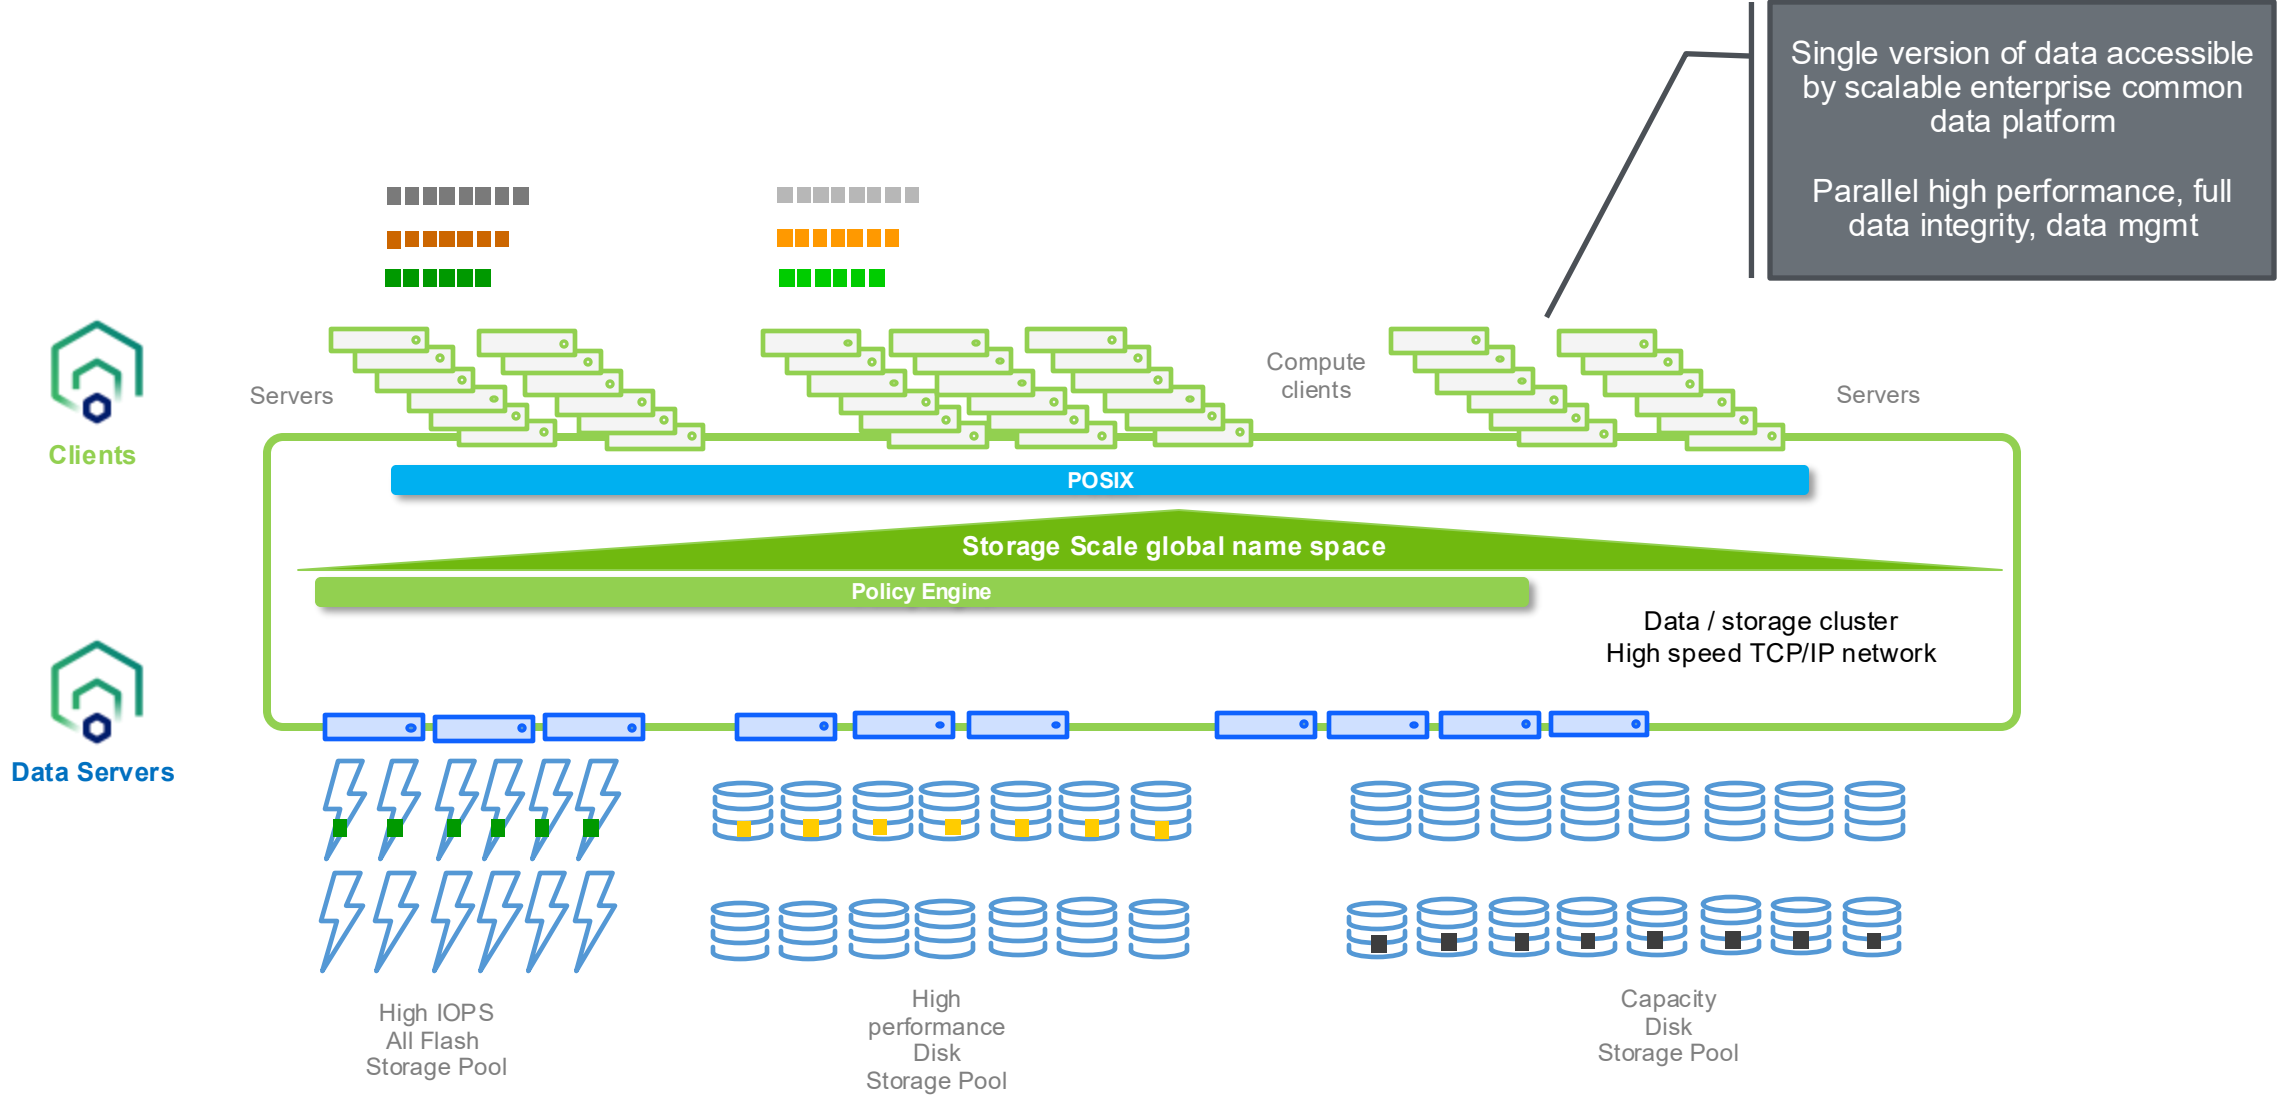 Single version of data accessible
by scalable enterprise common
data platform
Parallel high performance, full
data integrity, data mgmt
Servers
Compute
clients
Servers
Clients
POSIX
Storage Scale global name space
Policy Engine
Data / storage cluster
High speed TCP/IP network
Data Servers
High IOPS
All Flash
Storage Pool
High
performance
Disk
Storage Pool
Capacity
Disk
Storage Pool